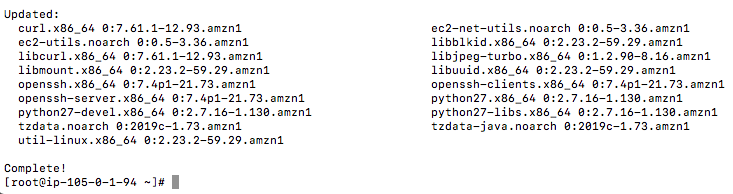 Updated:
curl.x86_64 0:7.61.1-12.93.amzn1 ec2-net-utils.noarch 0:0.5-3.36.amzn1
ec2-utils.noarch 0:0.5-3.36.amzn1 libblkid.x86_64 0:2.23.2-59.29.amzn1
libcurl.x86_64 0:7.61.1-12.93.amzn1 libjpeg-turbo.x86_64 0:1.2.90-8.16.amzn1
libmount.x86_64 0:2.23.2-59.29.amzn1 libuuid.x86_64 0:2.23.2-59.29.amzn1
openssh.x86_64 0:7.4p1-21.73.amzn1 openssh-clients.x86_64 0:7.4p1-21.73.amzn1
openssh-server.x86_64 0:7.4p1-21.73.amzn1 python27.x86_64 0:2.7.16-1.130.amzn1
python27-devel.x86_64 0:2.7.16-1.130.amzn1 python27-libs.x86_64 0:2.7.16-1.130.amzn1
tzdata.noarch 0:2019c-1.73.amzn1 tzdata-java.noarch 0:2019c-1.73.amzn1
util-linux.x86_64 0:2.23.2-59.29.amzn1
Complete!
[root@ip-105-0-1-94 ~]#